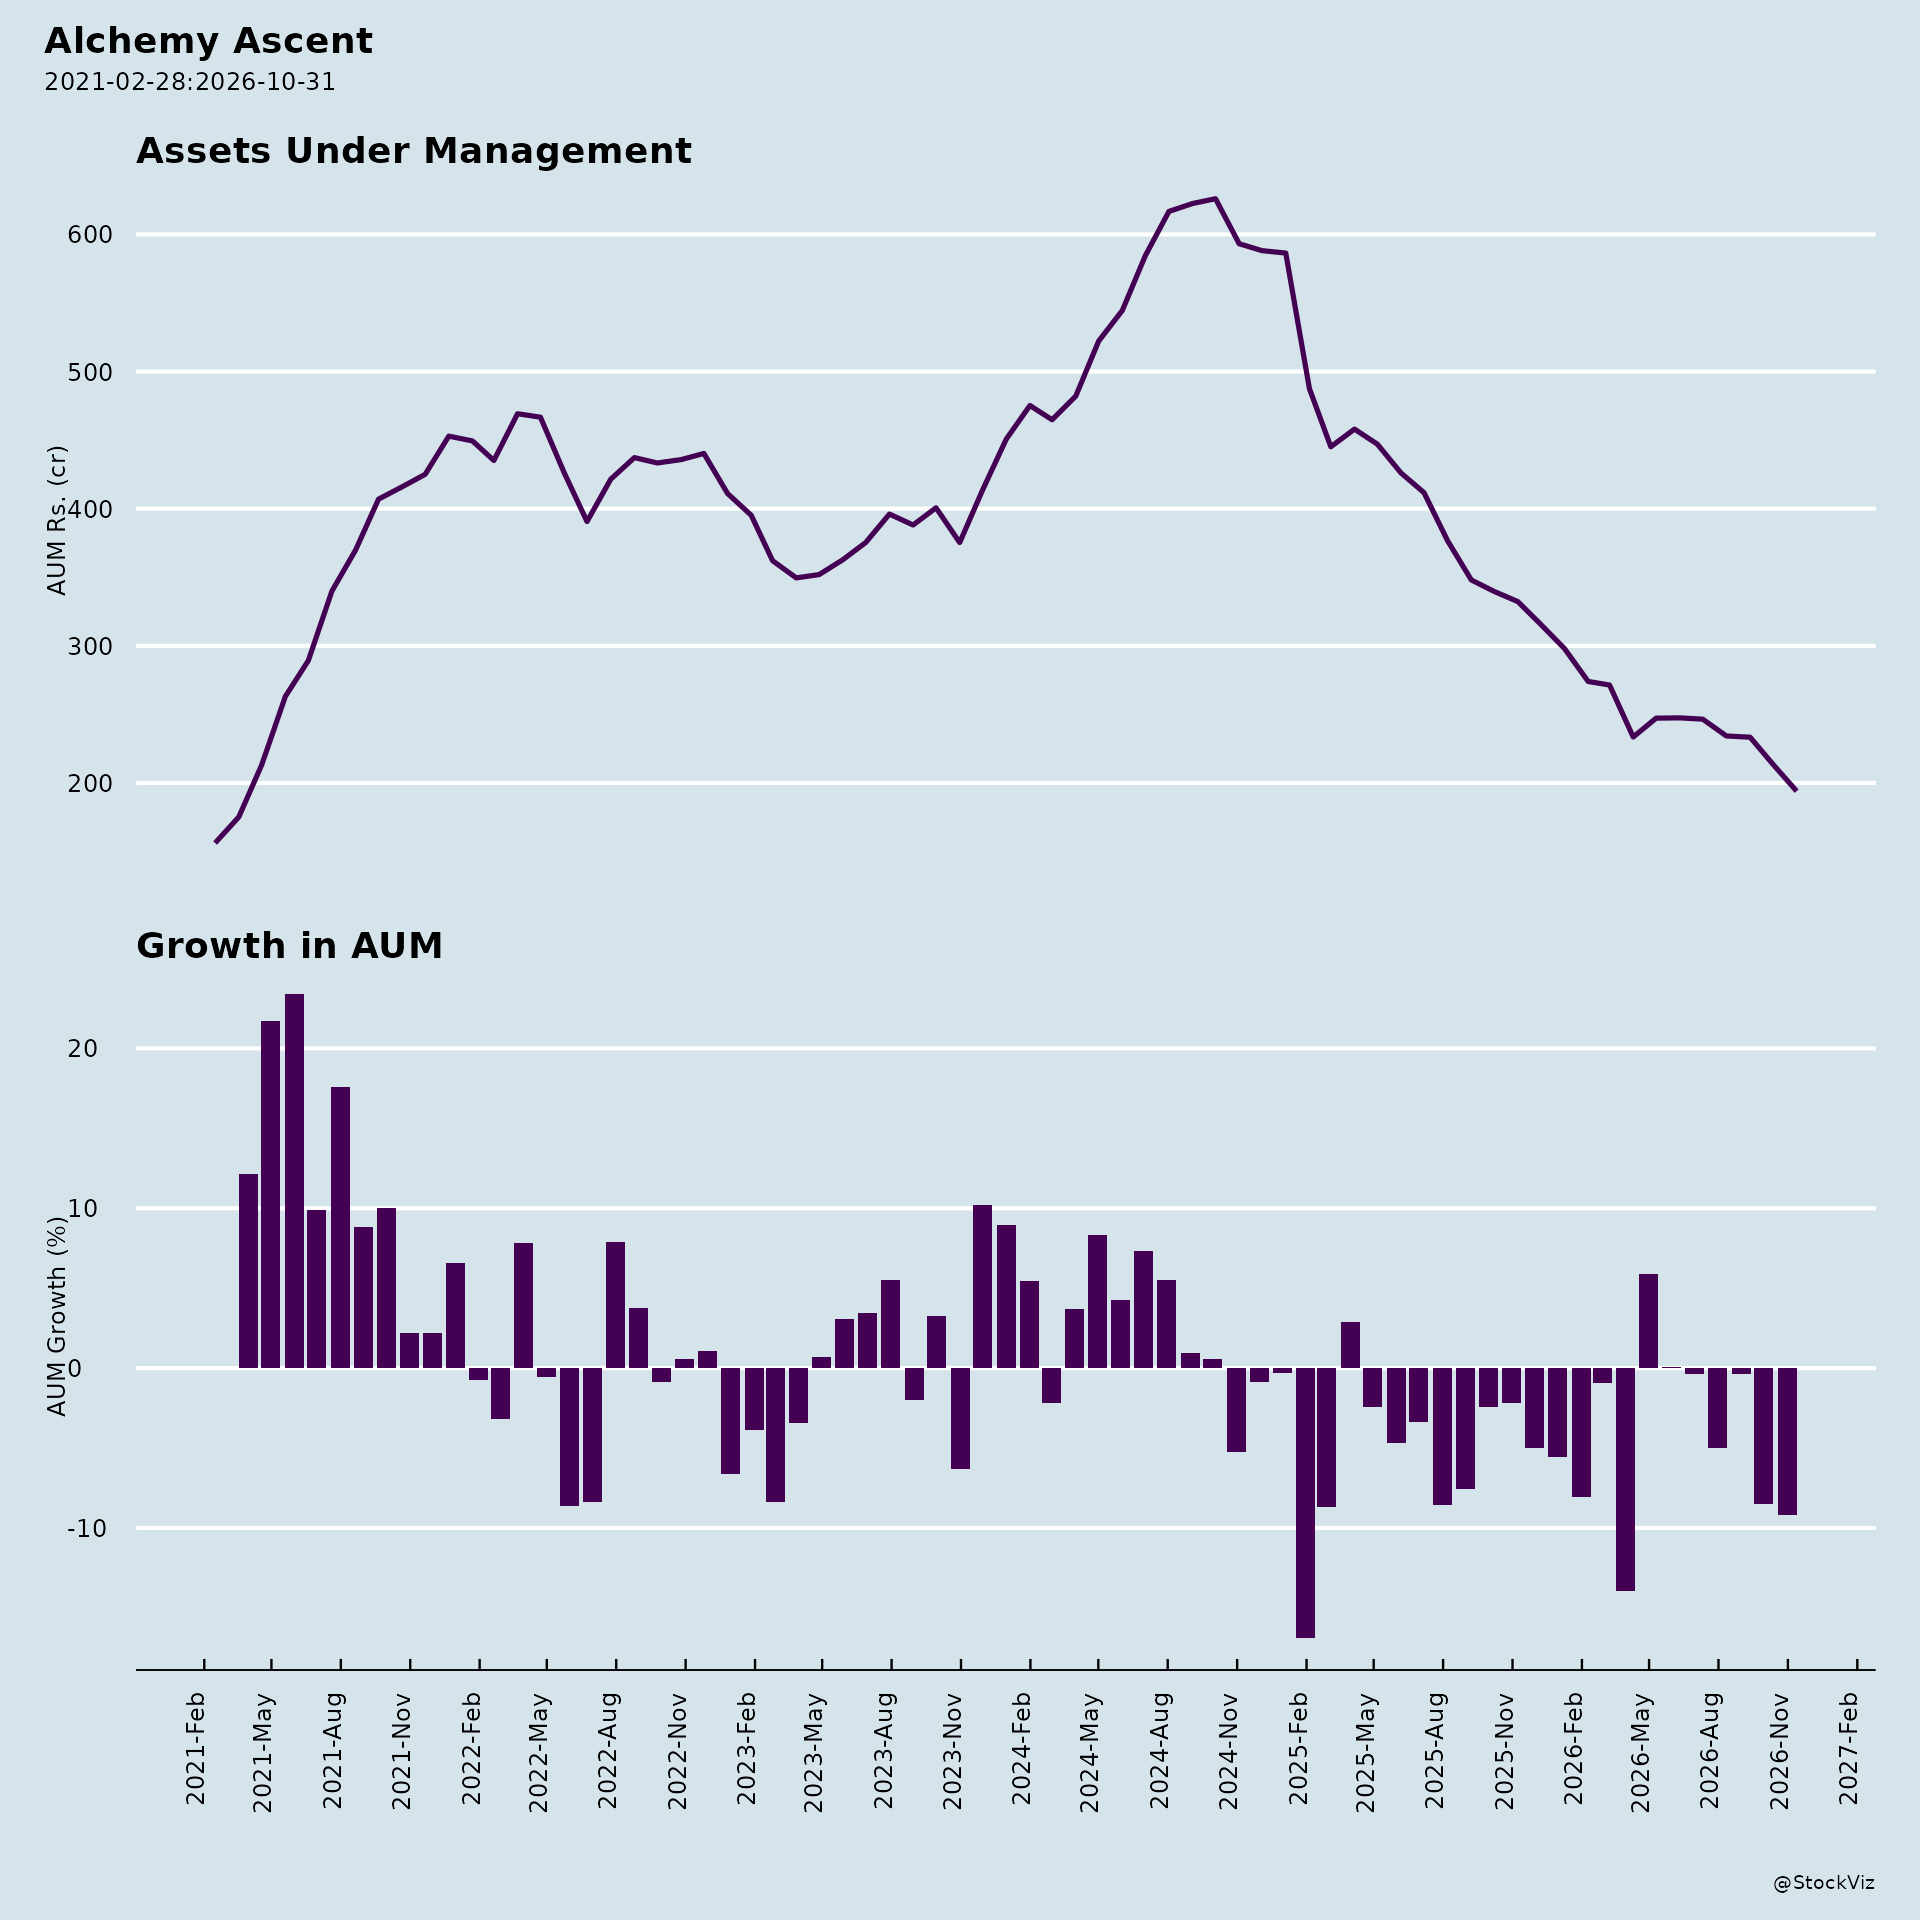 Alchemy Ascent
2021-02-28:2026-10-31
Assets Under Management
AUM Rs. (cr)
600
500
400
300
200
Growth in AUM
AUM Growth (%)
20
10
0
-10
2021-Feb
2021-May
2021-Aug
2021-Nov
2022-Feb
2022-May
2022-Aug
2022-Nov
2023-Feb
2023-May
2023-Aug
2023-Nov
2024-Feb
2024-May
2024-Aug
2024-Nov
2025-Feb
2025-May
2025-Aug
2025-Nov
2026-Feb
2026-May
2026-Aug
2026-Nov
2027-Feb
@StockViz